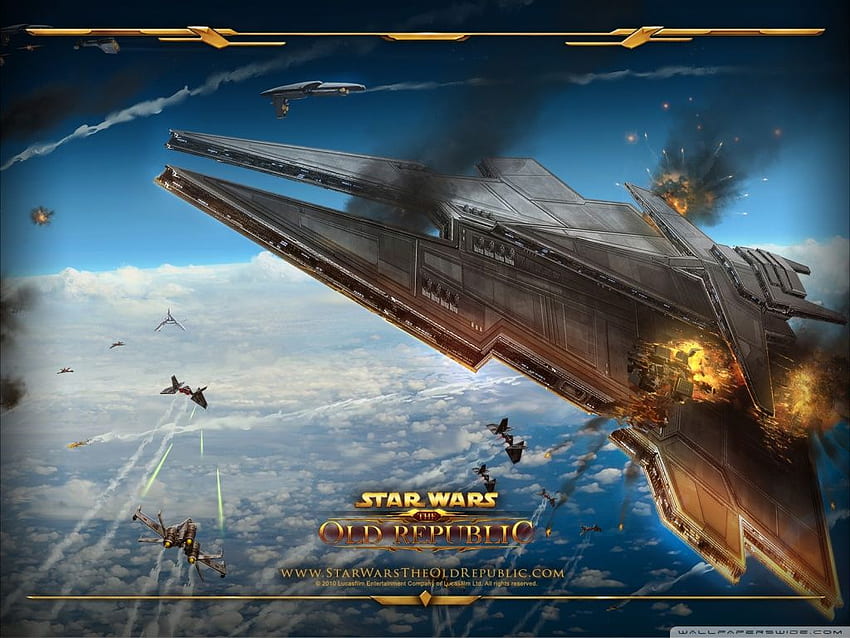 STAR WARS
THE
OLD REPUBLIC
WWW.STARWARSTHEOLDREPUBLIC.COM
© 2010 Lucasfilm Entertainment Company or Lucasfilm Ltd. All rights reserved.
WALLPAPERSWIDE.COM